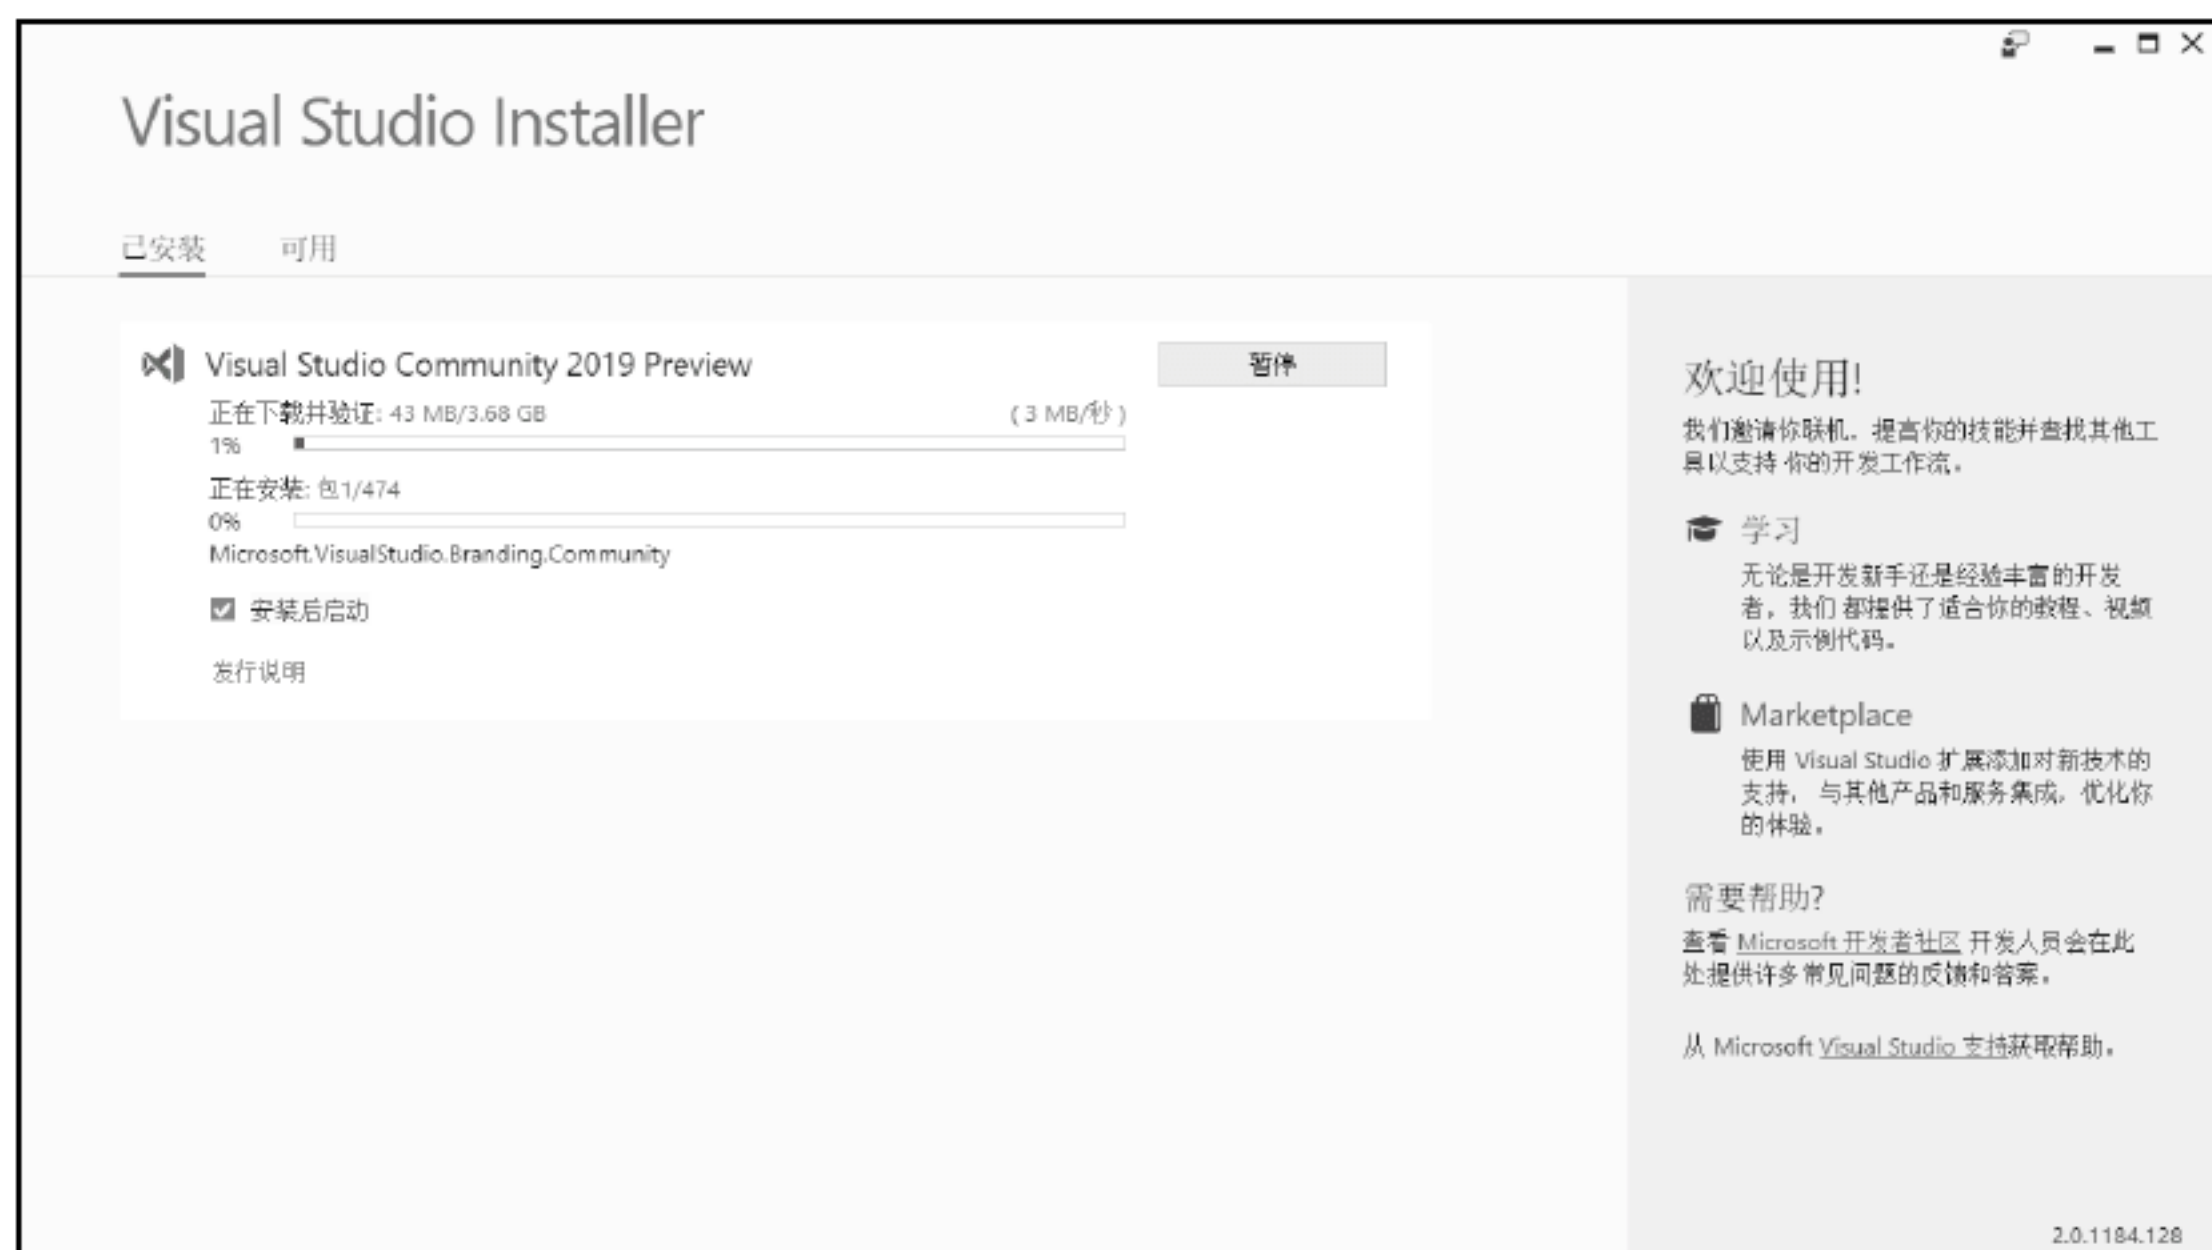 Visual Studio Installer
已安装
可用
Visual Studio Community 2019 Preview
暂停
正在下载并验证: 43 MB/3.68 GB
( 3 MB/秒 )
1%
正在安装: 包1/474
0%
Microsoft.VisualStudio.Branding.Community
安装后启动
发行说明
欢迎使用!
我们邀请你联机，提高你的技能并查找其他工
具以支持 你的开发工作流。
学习
无论是开发新手还是经验丰富的开发
者，我们 都提供了适合你的教程、视频
以及示例代码。
Marketplace
使用 Visual Studio 扩展添加对新技术的
支持， 与其他产品和服务集成，优化你
的体验。
需要帮助?
查看 Microsoft 开发者社区 开发人员会在此
处提供许多常见问题的反馈和答案。
从 Microsoft Visual Studio 支持获取帮助。
2.0.1184.128